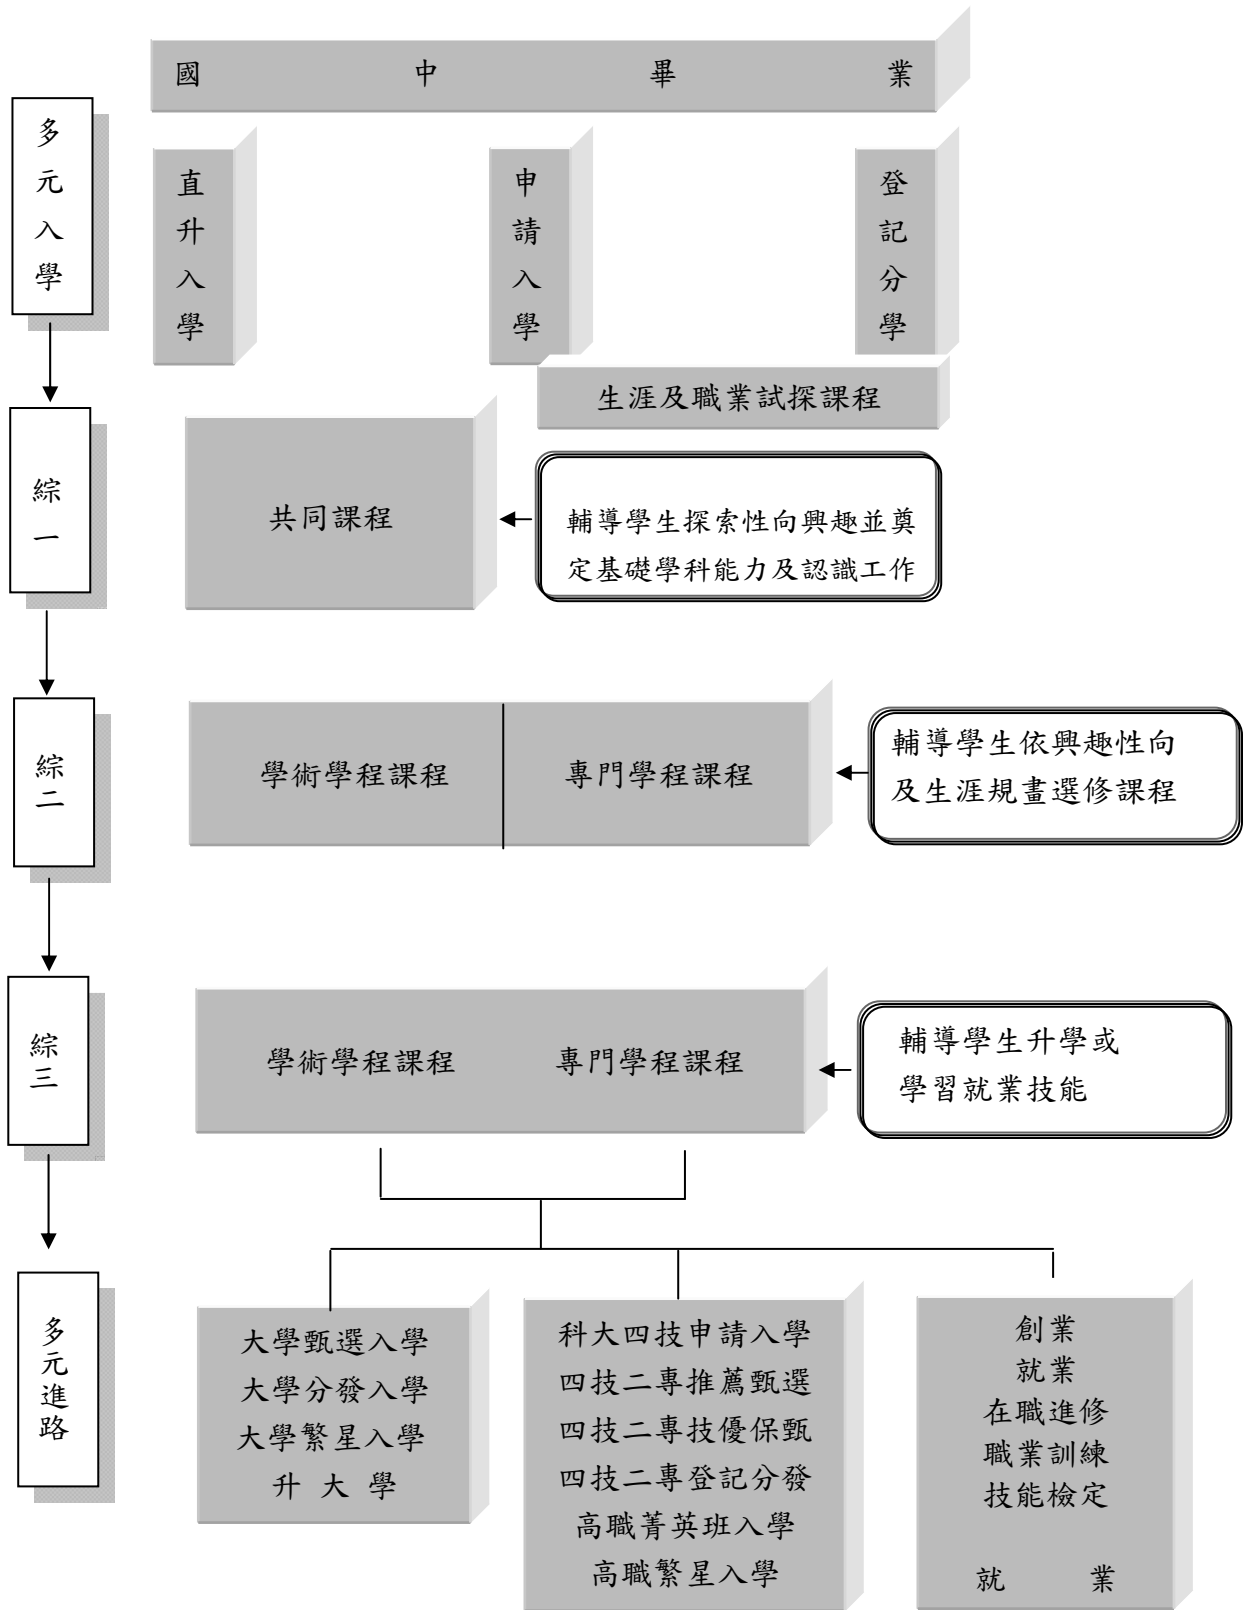 國中畢業
多元入學
直升入學
申請入學
登記分學
生涯及職業試探課程
綜一
共同課程
輔導學生探索性向興趣並奠
定基礎學科能力及認識工作
綜二
學術學程課程
專門學程課程
輔導學生依興趣性向
及生涯規畫選修課程
綜三
學術學程課程
專門學程課程
輔導學生升學或
學習就業技能
多元進路
大學甄選入學
大學分發入學
大學繁星入學
升大學
科大四技申請入學
四技二專推薦甄選
四技二專技優保甄
四技二專登記分發
高職菁英班入學
高職繁星入學
創業
就業
在職進修
職業訓練
技能檢定
就業